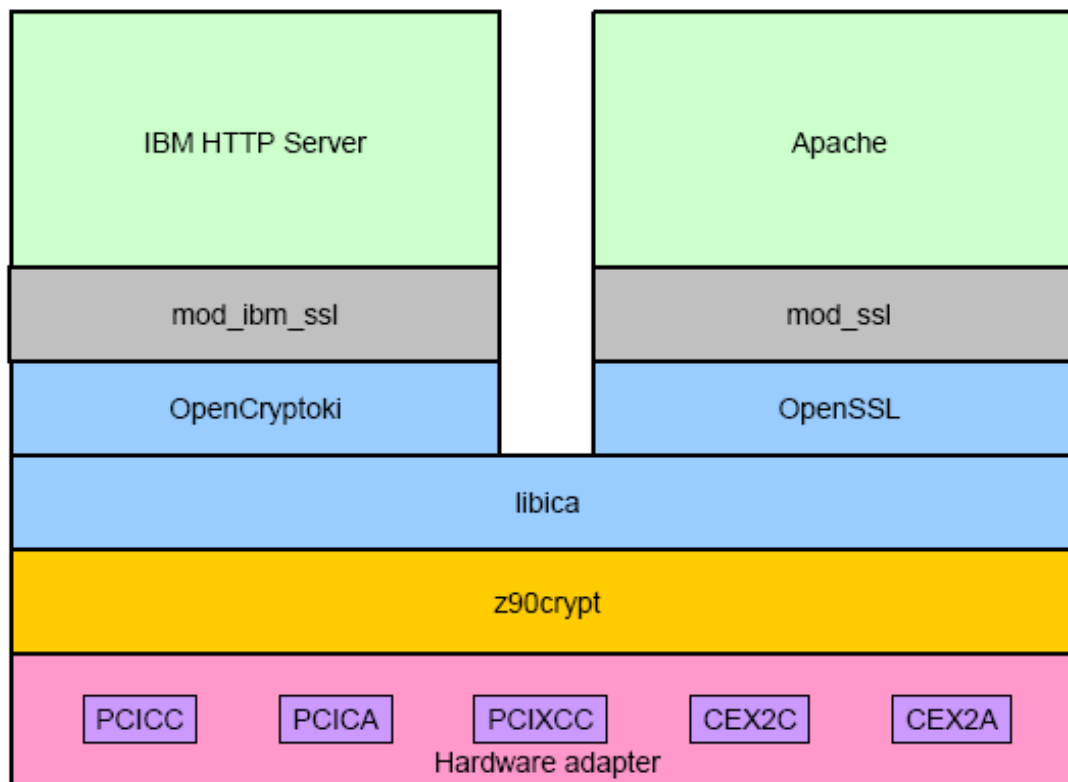 IBM HTTP Server
Apache
mod_ibm_ssl
mod_ssl
OpenCryptoki
OpenSSL
libica
z90crypt
PCICC
PCICA
PCIXCC
CEX2C
CEX2A
Hardware adapter